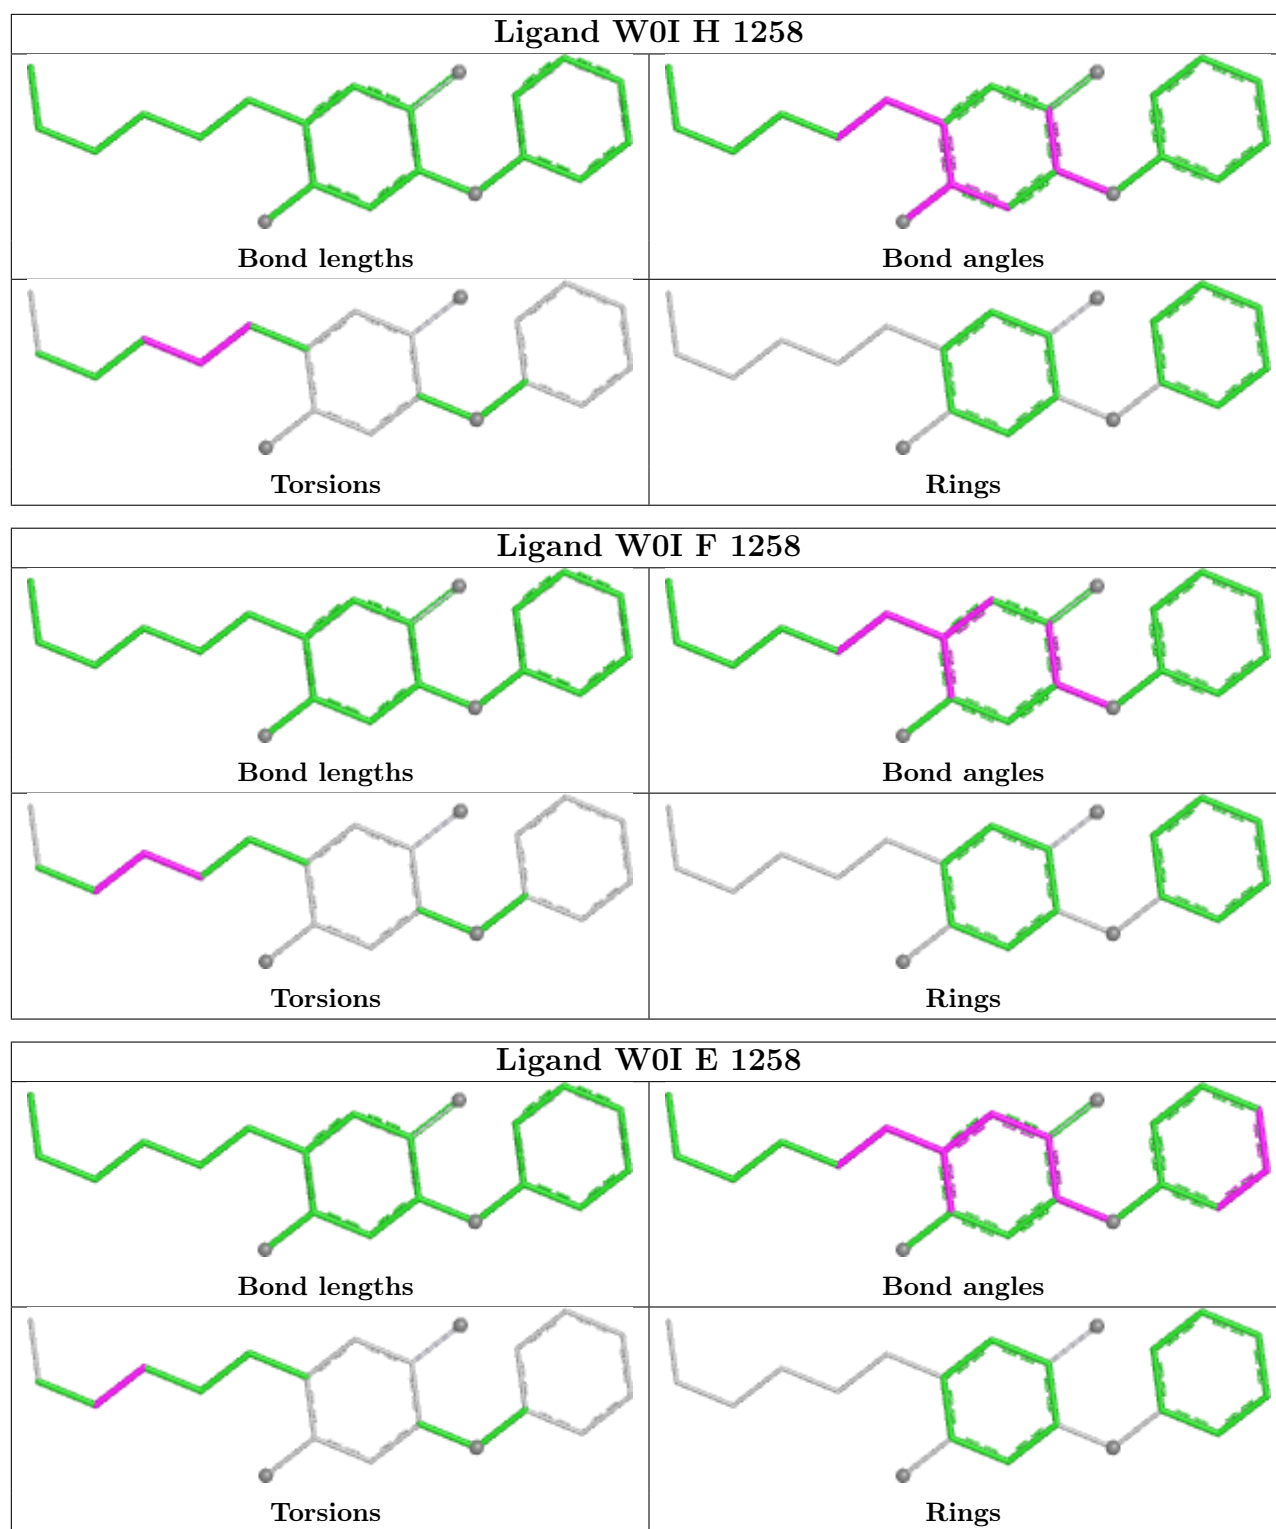 Ligand W0I H 1258
Bond lengths
Bond angles
Torsions
Rings
Ligand W0I F 1258
Bond lengths
Bond angles
Torsions
Rings
Ligand W0I E 1258
Bond lengths
Bond angles
Torsions
Rings